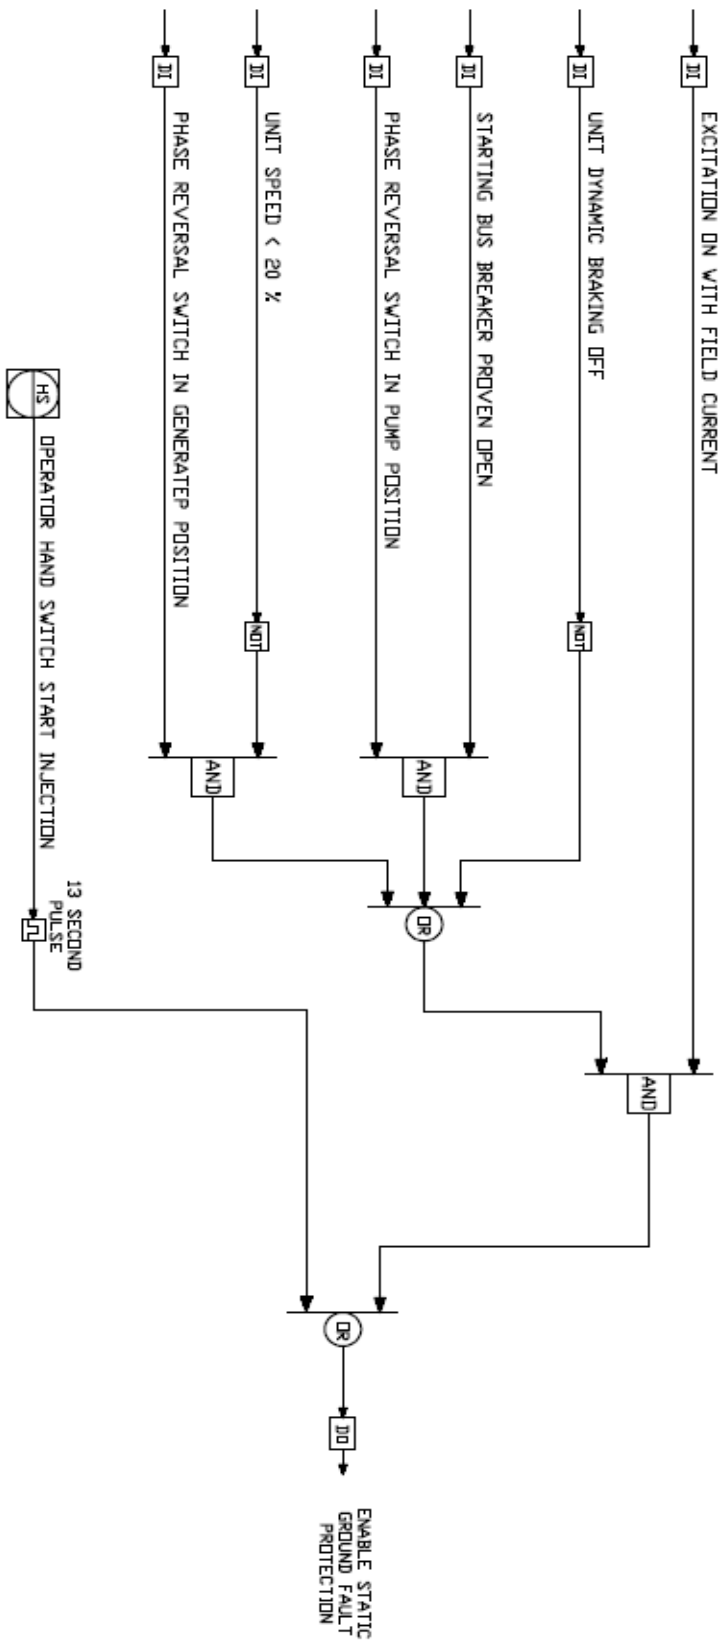 DI
EXCITATION ON WITH FIELD CURRENT
DI
UNIT DYNAMIC BRAKING OFF
NOT
DI
STARTING BUS BREAKER PROVEN OPEN
DI
PHASE REVERSAL SWITCH IN PUMP POSITION
AND
DI
UNIT SPEED < 20 %
NOT
DI
PHASE REVERSAL SWITCH IN GENERATEP POSITION
AND
OR
AND
HS
OPERATOR HAND SWITCH START INJECTION
13 SECOND
PULSE
OR
DO
ENABLE STATIC
GROUND FAULT
PROTECTION